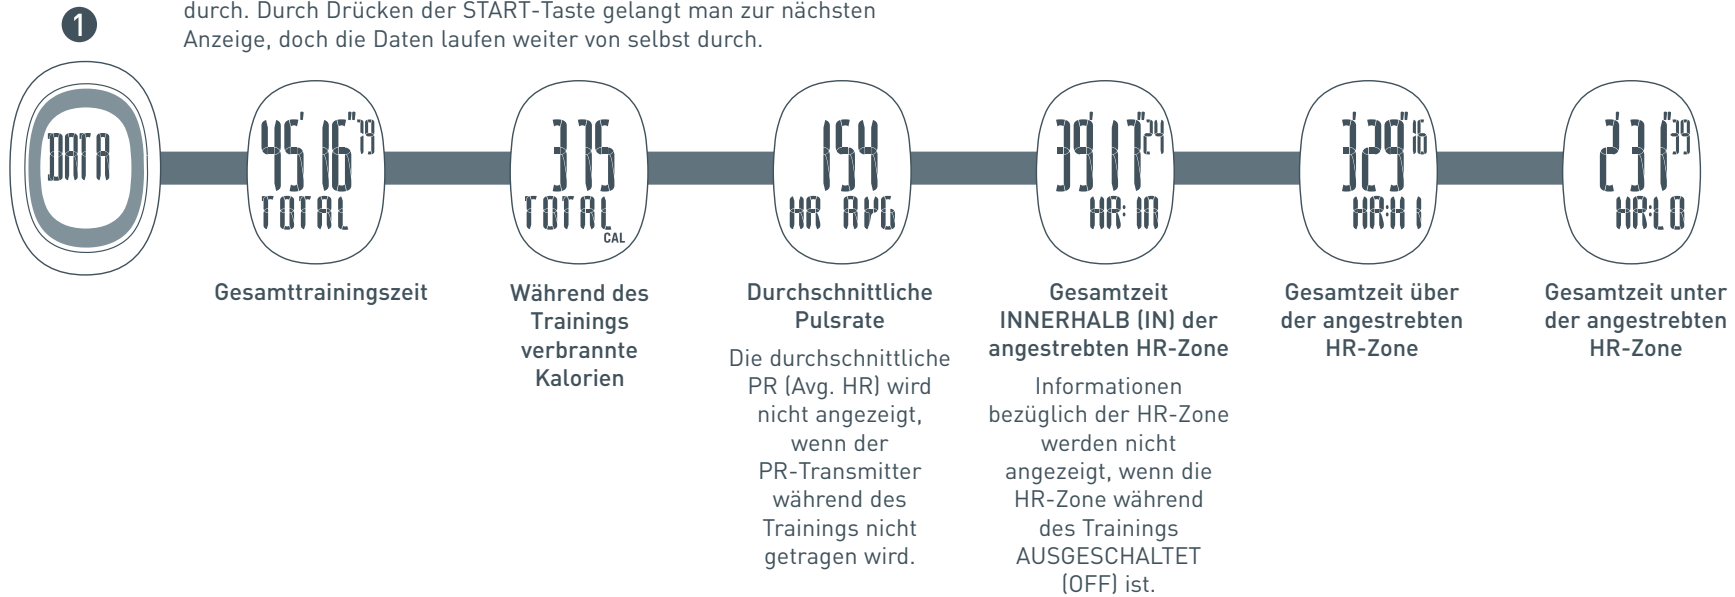 durch. Durch Drücken der START-Taste gelangt man zur nächsten
Anzeige, doch die Daten laufen weiter von selbst durch.
1
DATA
45' 16" 79
TOTAL
375
TOTAL
CAL
154
HR AVG
39' 17" 24
HR: IN
3' 29" 16
HR:HI
2' 31" 39
HR:LO
Gesamttrainingszeit
Während des
Trainings
verbrannte
Kalorien
Durchschnittliche
Pulsrate
Die durchschnittliche
PR (Avg. HR) wird
nicht angezeigt,
wenn der
PR-Transmitter
während des
Trainings nicht
getragen wird.
Gesamtzeit
INNERHALB (IN) der
angestrebten HR-Zone
Informationen
bezüglich der HR-Zone
werden nicht
angezeigt, wenn die
HR-Zone während
des Trainings
AUSGESCHALTET
(OFF) ist.
Gesamtzeit über
der angestrebten
HR-Zone
Gesamtzeit unter
der angestrebten
HR-Zone